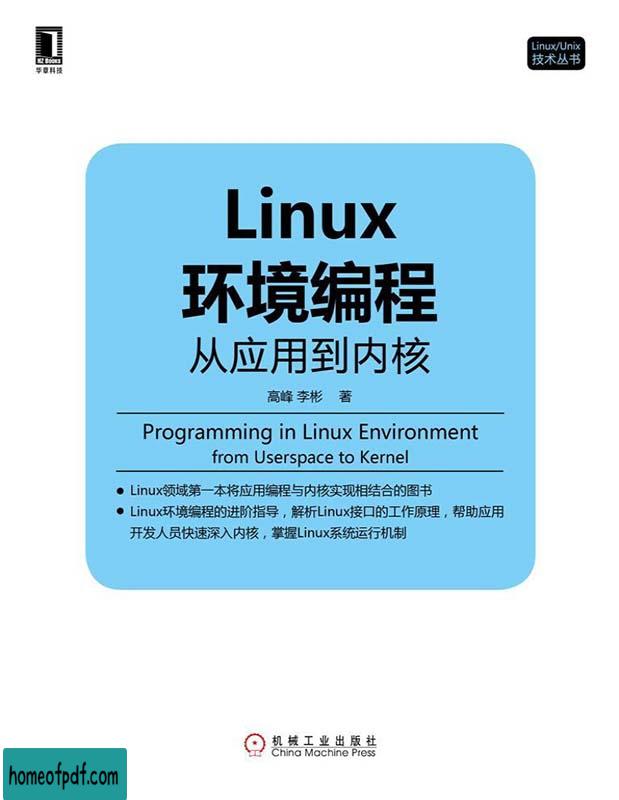 HZ Books
华章科技
Linux/Unix
技术丛书
Linux
环境编程
从应用到内核
高峰 李彬 著
Programming in Linux Environment
from Userspace to Kernel
● Linux领域第一本将应用编程与内核实现相结合的图书
● Linux环境编程的进阶指导，解析Linux接口的工作原理，帮助应用
开发人员快速深入内核，掌握Linux系统运行机制
机械工业出版社
China Machine Press
homeofpdf.com